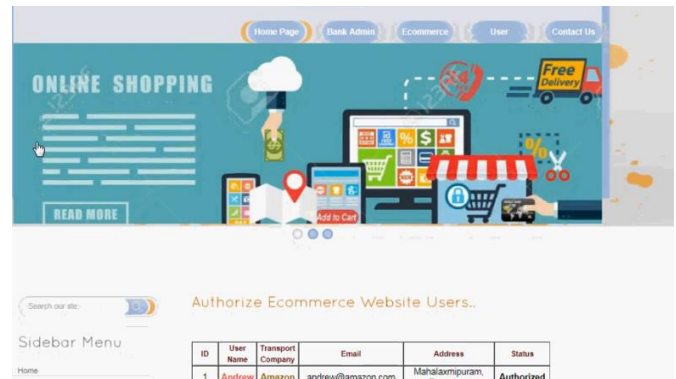 Home Page Bank Admin Ecommerce User Contact Us
ONLINE SHOPPING
24
Free
Delivery
READ MORE
Add to Cart
Search our site:
Authorize Ecommerce Website Users..
Sidebar Menu
Home
ID User Name Transport Company Email Address Status
1 Andrew Amazon andrew@amazon.com Mahalaxmipuram, Authorized